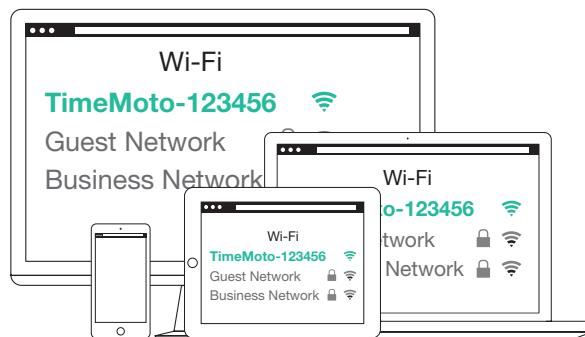 Wi-Fi
TimeMoto-123456
Guest Network
Business Network
Wi-Fi
o-123456
etwork
Network
Wi-Fi
TimeMoto-123456
Guest Network
Business Network